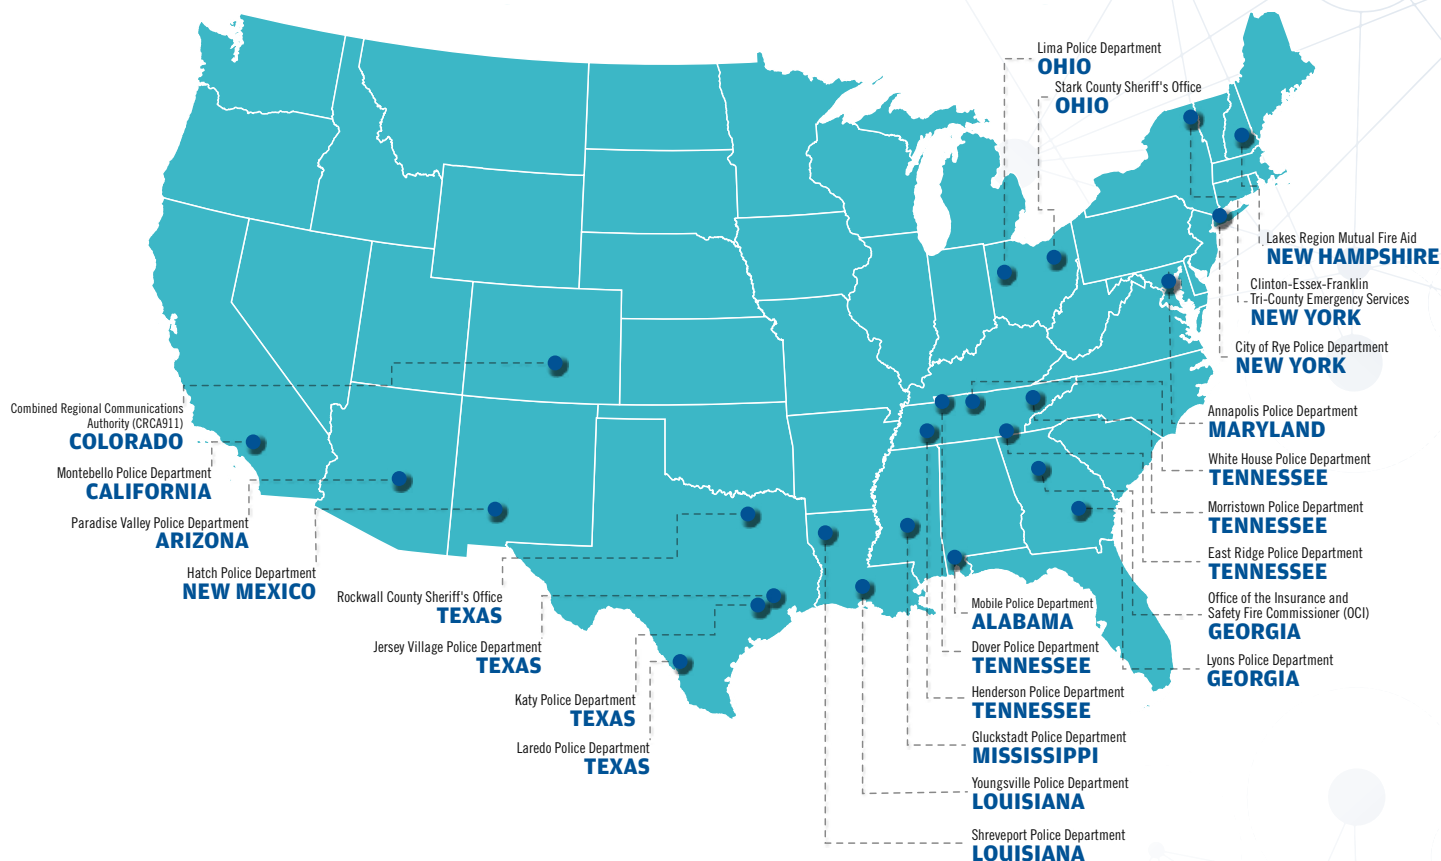 Lima Police Department
OHIO
Stark County Sheriff's Office
OHIO
Lakes Region Mutual Fire Aid
NEW HAMPSHIRE
Clinton-Essex-Franklin
Tri-County Emergency Services
NEW YORK
City of Rye Police Department
NEW YORK
Annapolis Police Department
MARYLAND
White House Police Department
TENNESSEE
Morristown Police Department
TENNESSEE
East Ridge Police Department
TENNESSEE
Office of the Insurance and
Safety Fire Commissioner (OCI)
GEORGIA
Lyons Police Department
GEORGIA
Combined Regional Communications
Authority (CRCA911)
COLORADO
Montebello Police Department
CALIFORNIA
Paradise Valley Police Department
ARIZONA
Hatch Police Department
NEW MEXICO
Rockwall County Sheriff's Office
TEXAS
Jersey Village Police Department
TEXAS
Katy Police Department
TEXAS
Laredo Police Department
TEXAS
Mobile Police Department
ALABAMA
Dover Police Department
TENNESSEE
Henderson Police Department
TENNESSEE
Gluckstadt Police Department
MISSISSIPPI
Youngsville Police Department
LOUISIANA
Shreveport Police Department
LOUISIANA